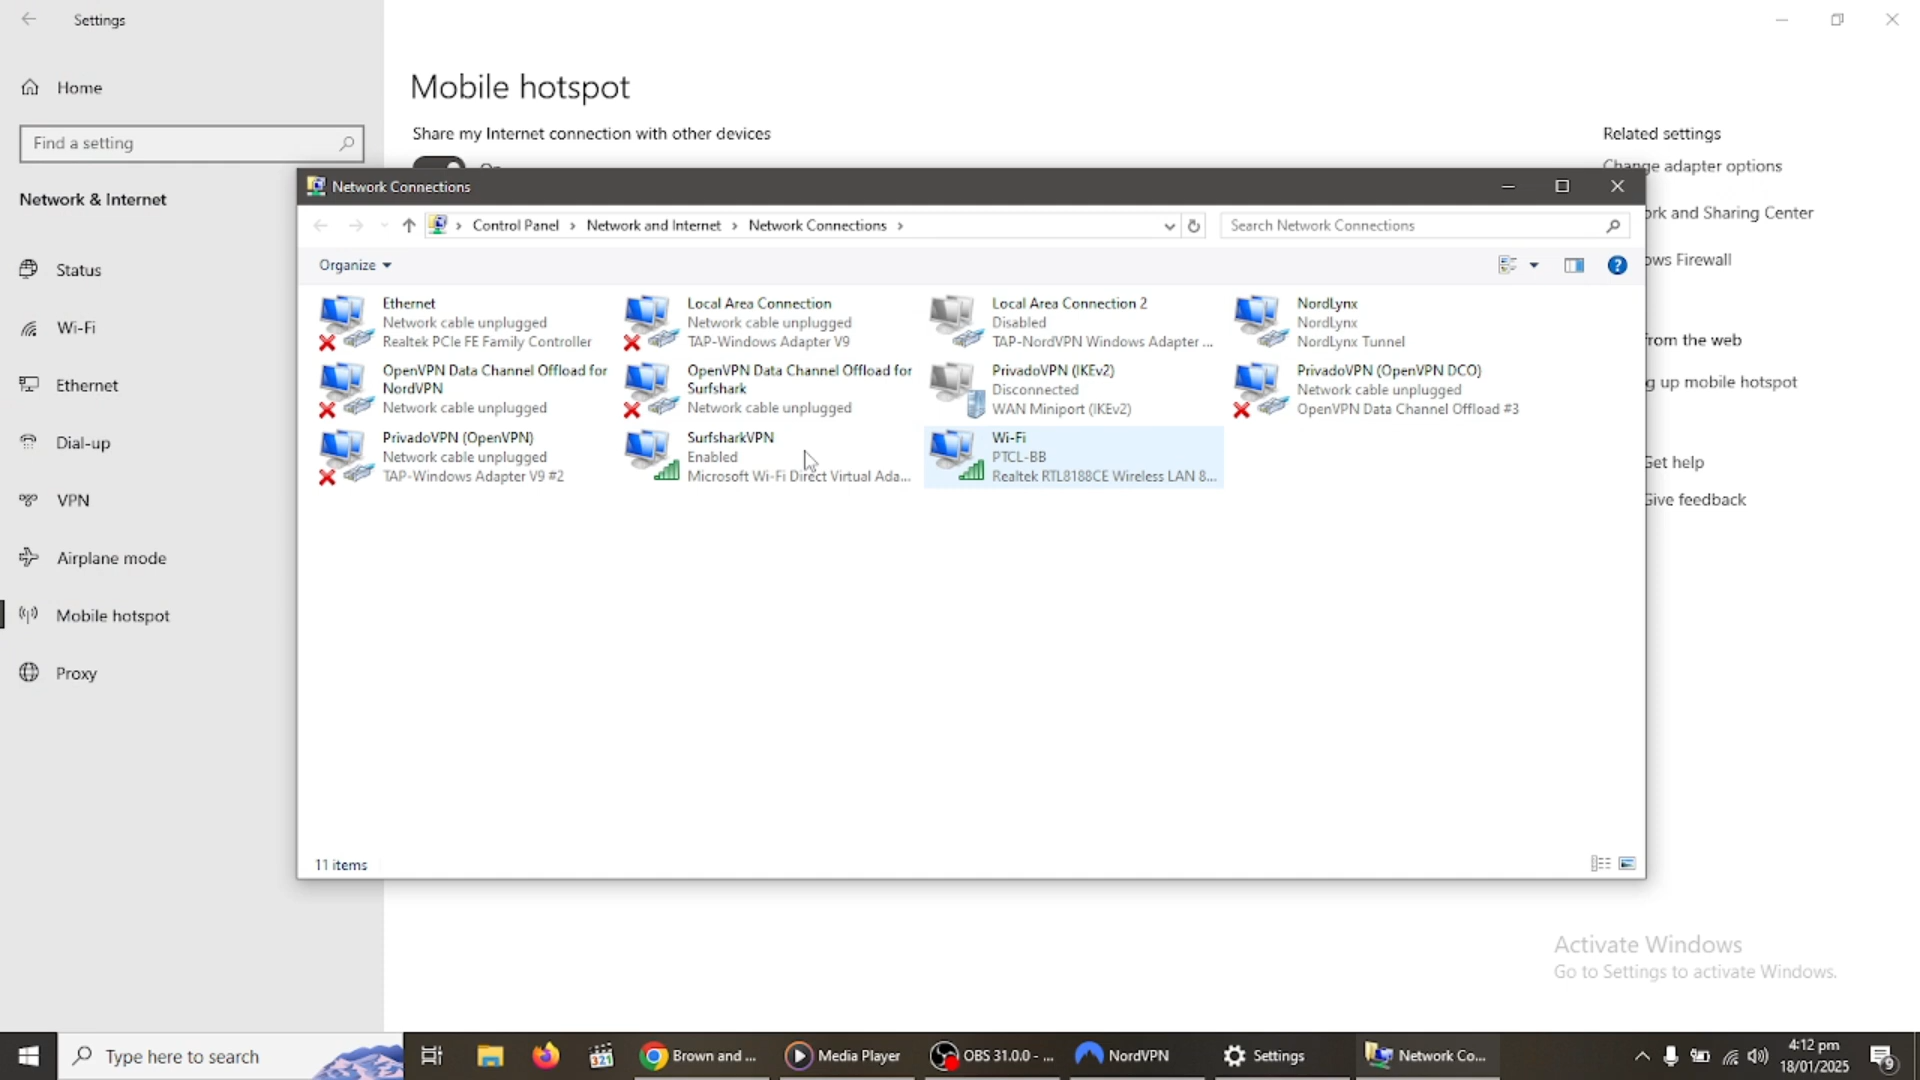 Settings
Home
Find a setting
Network & Internet
Status
Wi-Fi
Ethernet
Dial-up
VPN
Airplane mode
Mobile hotspot
Proxy
Mobile hotspot
Share my Internet connection with other devices
On
Related settings
Change adapter options
ork and Sharing Center
ows Firewall
from the web
g up mobile hotspot
Get help
Give feedback
Network Connections
Control Panel > Network and Internet > Network Connections >
Search Network Connections
Organize
Ethernet
Network cable unplugged
Realtek PCIe FE Family Controller
Local Area Connection
Network cable unplugged
TAP-Windows Adapter V9
Local Area Connection 2
Disabled
TAP-NordVPN Windows Adapter ...
NordLynx
NordLynx
NordLynx Tunnel
OpenVPN Data Channel Offload for
NordVPN
Network cable unplugged
OpenVPN Data Channel Offload for
Surfshark
Network cable unplugged
PrivadoVPN (IKEv2)
Disconnected
WAN Miniport (IKEv2)
PrivadoVPN (OpenVPN DCO)
Network cable unplugged
OpenVPN Data Channel Offload #3
PrivadoVPN (OpenVPN)
Network cable unplugged
TAP-Windows Adapter V9 #2
SurfsharkVPN
Enabled
Microsoft Wi-Fi Direct Virtual Ada...
Wi-Fi
PTCL-BB
Realtek RTL8188CE Wireless LAN 8...
11 items
Activate Windows
Go to Settings to activate Windows.
Type here to search
321
Brown and ...
Media Player
OBS 31.0.0 - ...
NordVPN
Settings
Network Co...
4:12 pm
18/01/2025
9